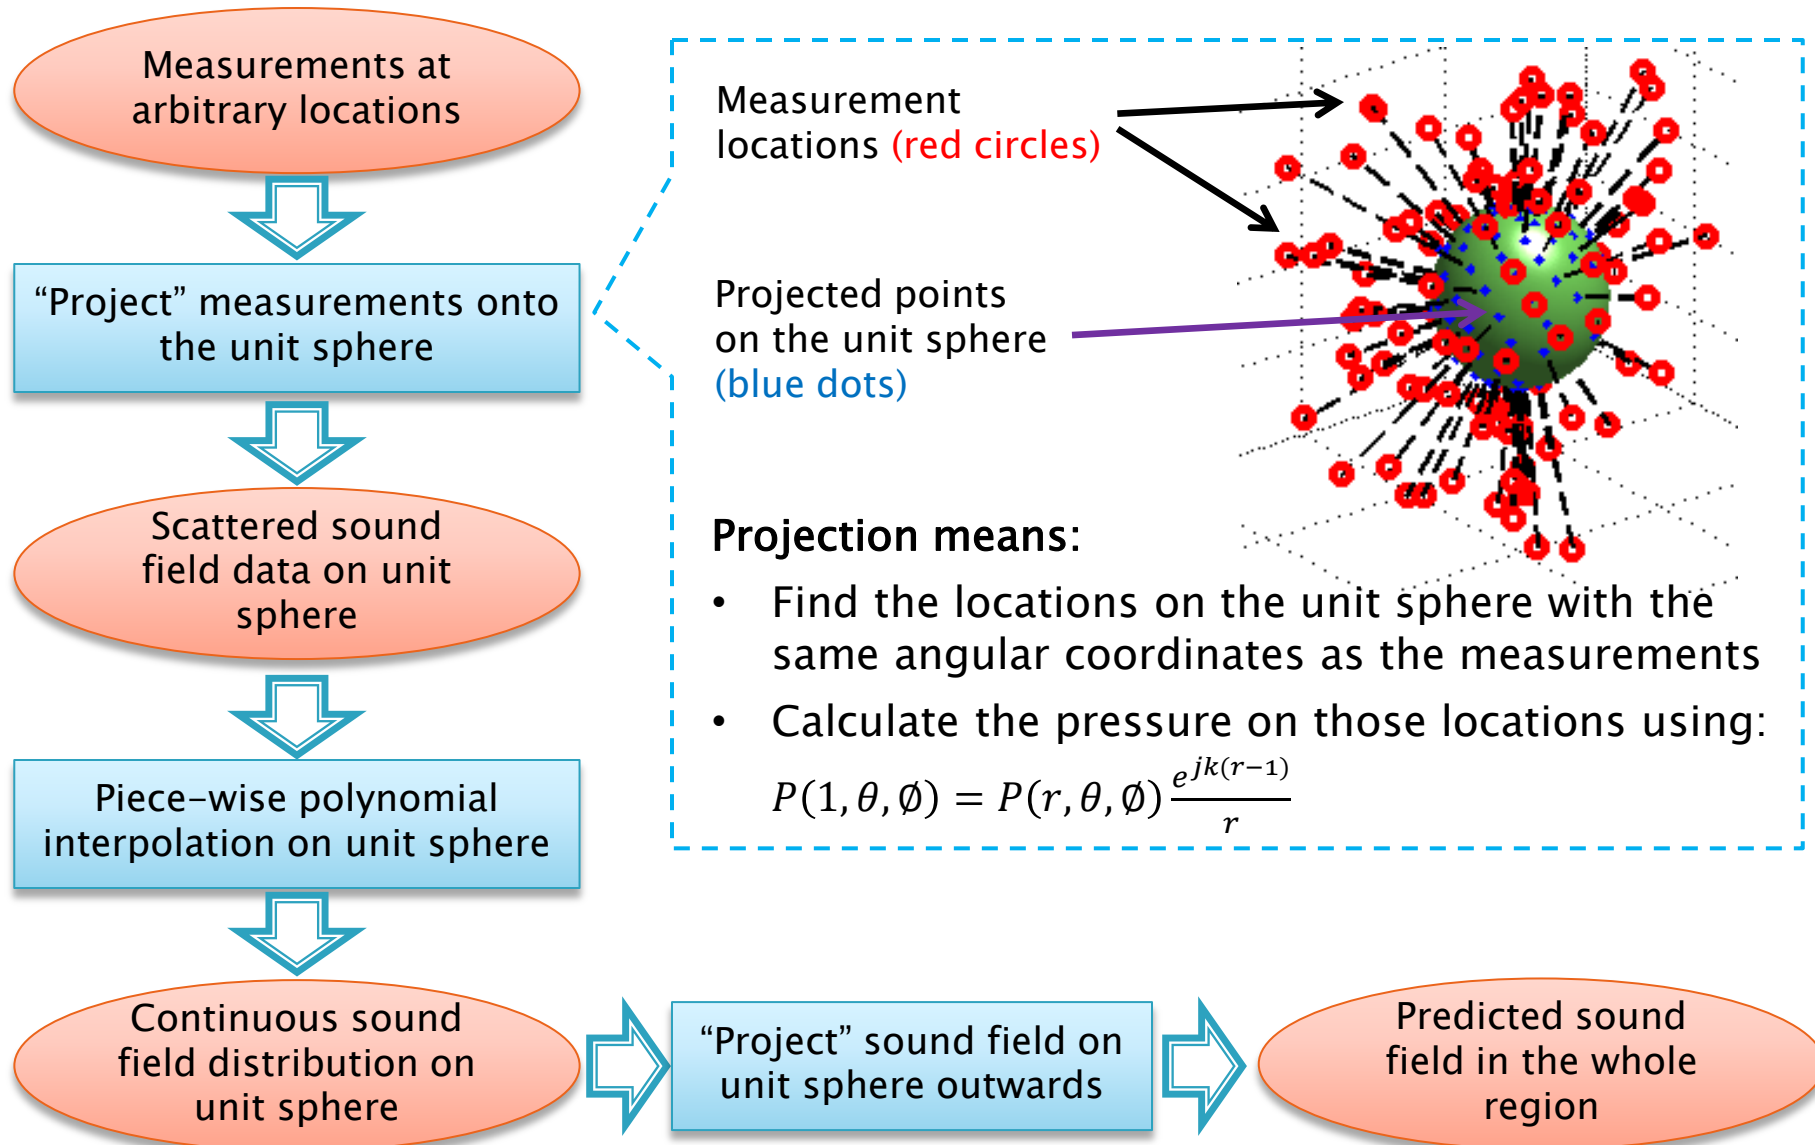 Measurements at
arbitrary locations
“Project” measurements onto
the unit sphere
Scattered sound
field data on unit
sphere
Piece-wise polynomial
interpolation on unit sphere
Continuous sound
field distribution on
unit sphere
“Project” sound field on
unit sphere outwards
Predicted sound
field in the whole
region
Measurement
locations (red circles)
Projected points
on the unit sphere
(blue dots)
Projection means:
• Find the locations on the unit sphere with the
same angular coordinates as the measurements
• Calculate the pressure on those locations using:
P(1, θ, ∅) = P(r, θ, ∅) e^{jk(r−1)} / r